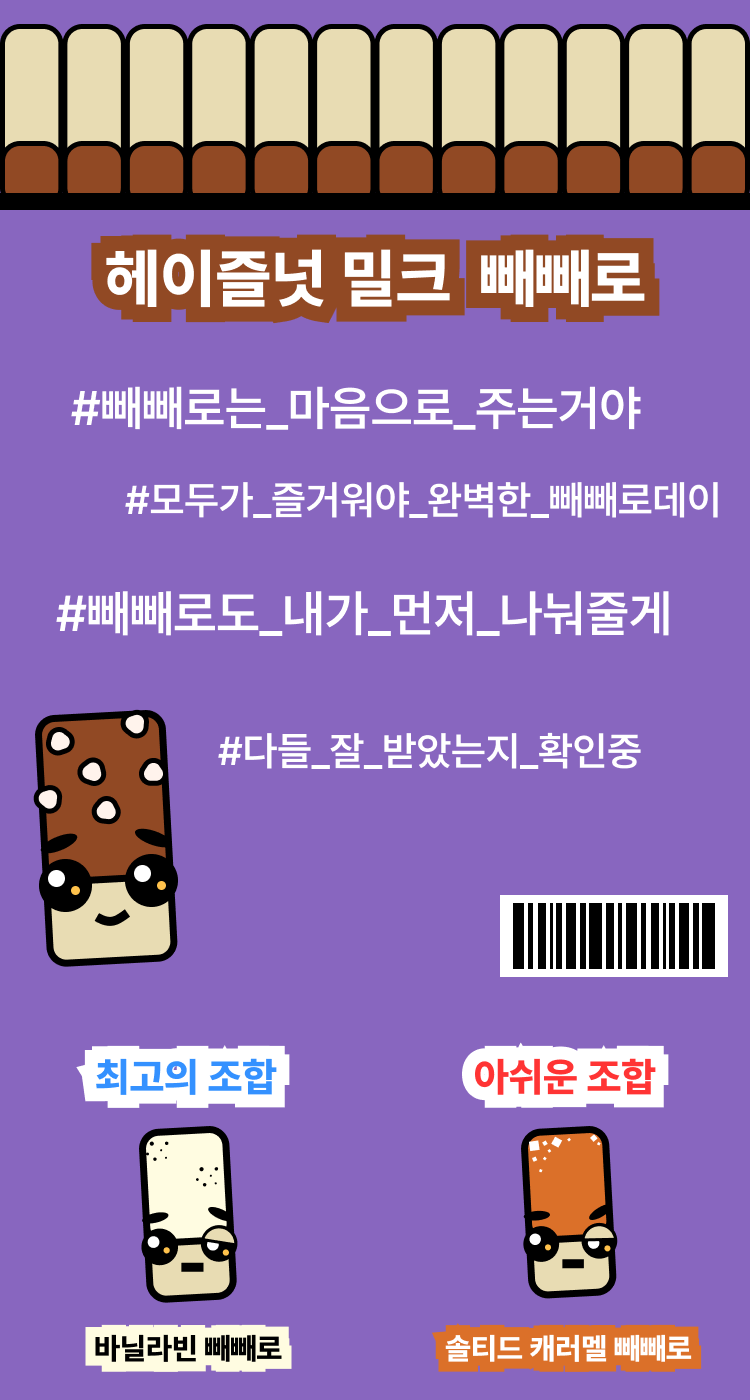 헤이즐넛 밀크 빼빼로
#빼빼로는_마음으로_주는거야
#모두가_즐거워야_완벽한_빼빼로데이
#빼빼로도_내가_먼저_나눠줄게
#다들_잘_받았는지_확인중
최고의 조합
아쉬운 조합
바닐라빈 빼빼로
솔티드 캐러멜 빼빼로